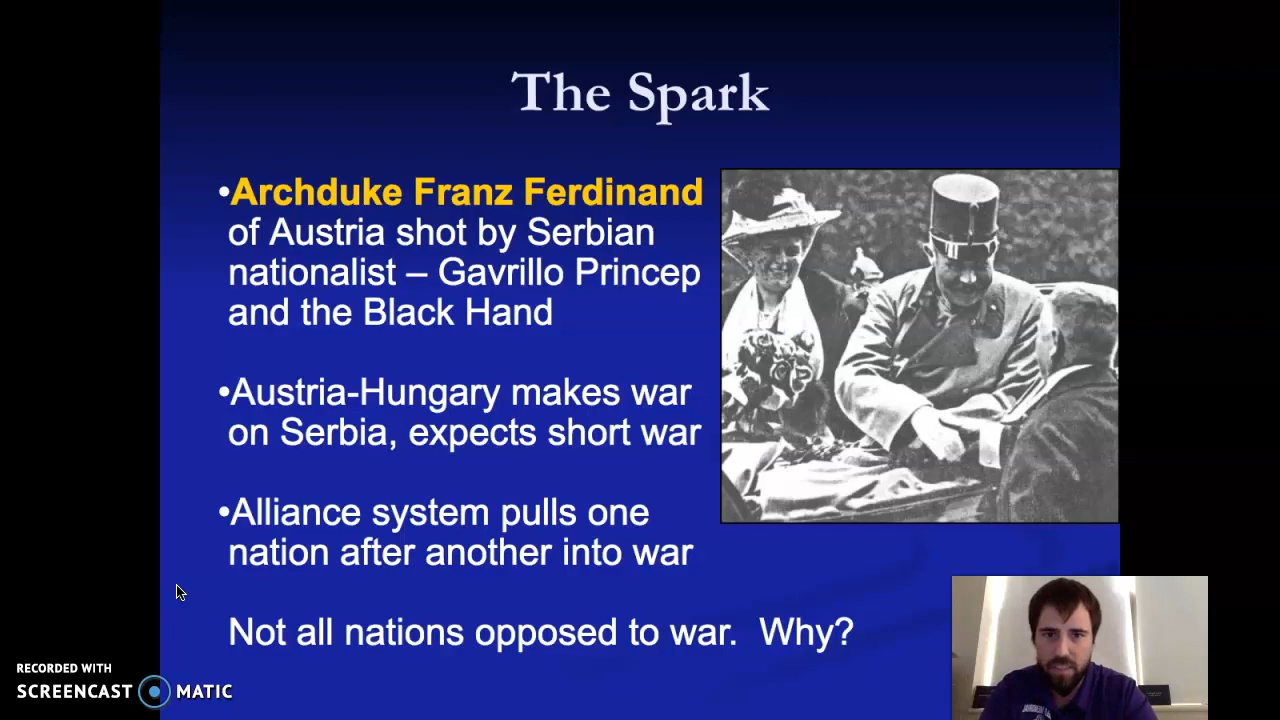 The Spark
•Archduke Franz Ferdinand
of Austria shot by Serbian
nationalist – Gavrillo Princep
and the Black Hand
•Austria-Hungary makes war
on Serbia, expects short war
•Alliance system pulls one
nation after another into war
Not all nations opposed to war.  Why?
RECORDED WITH
SCREENCAST MATIC